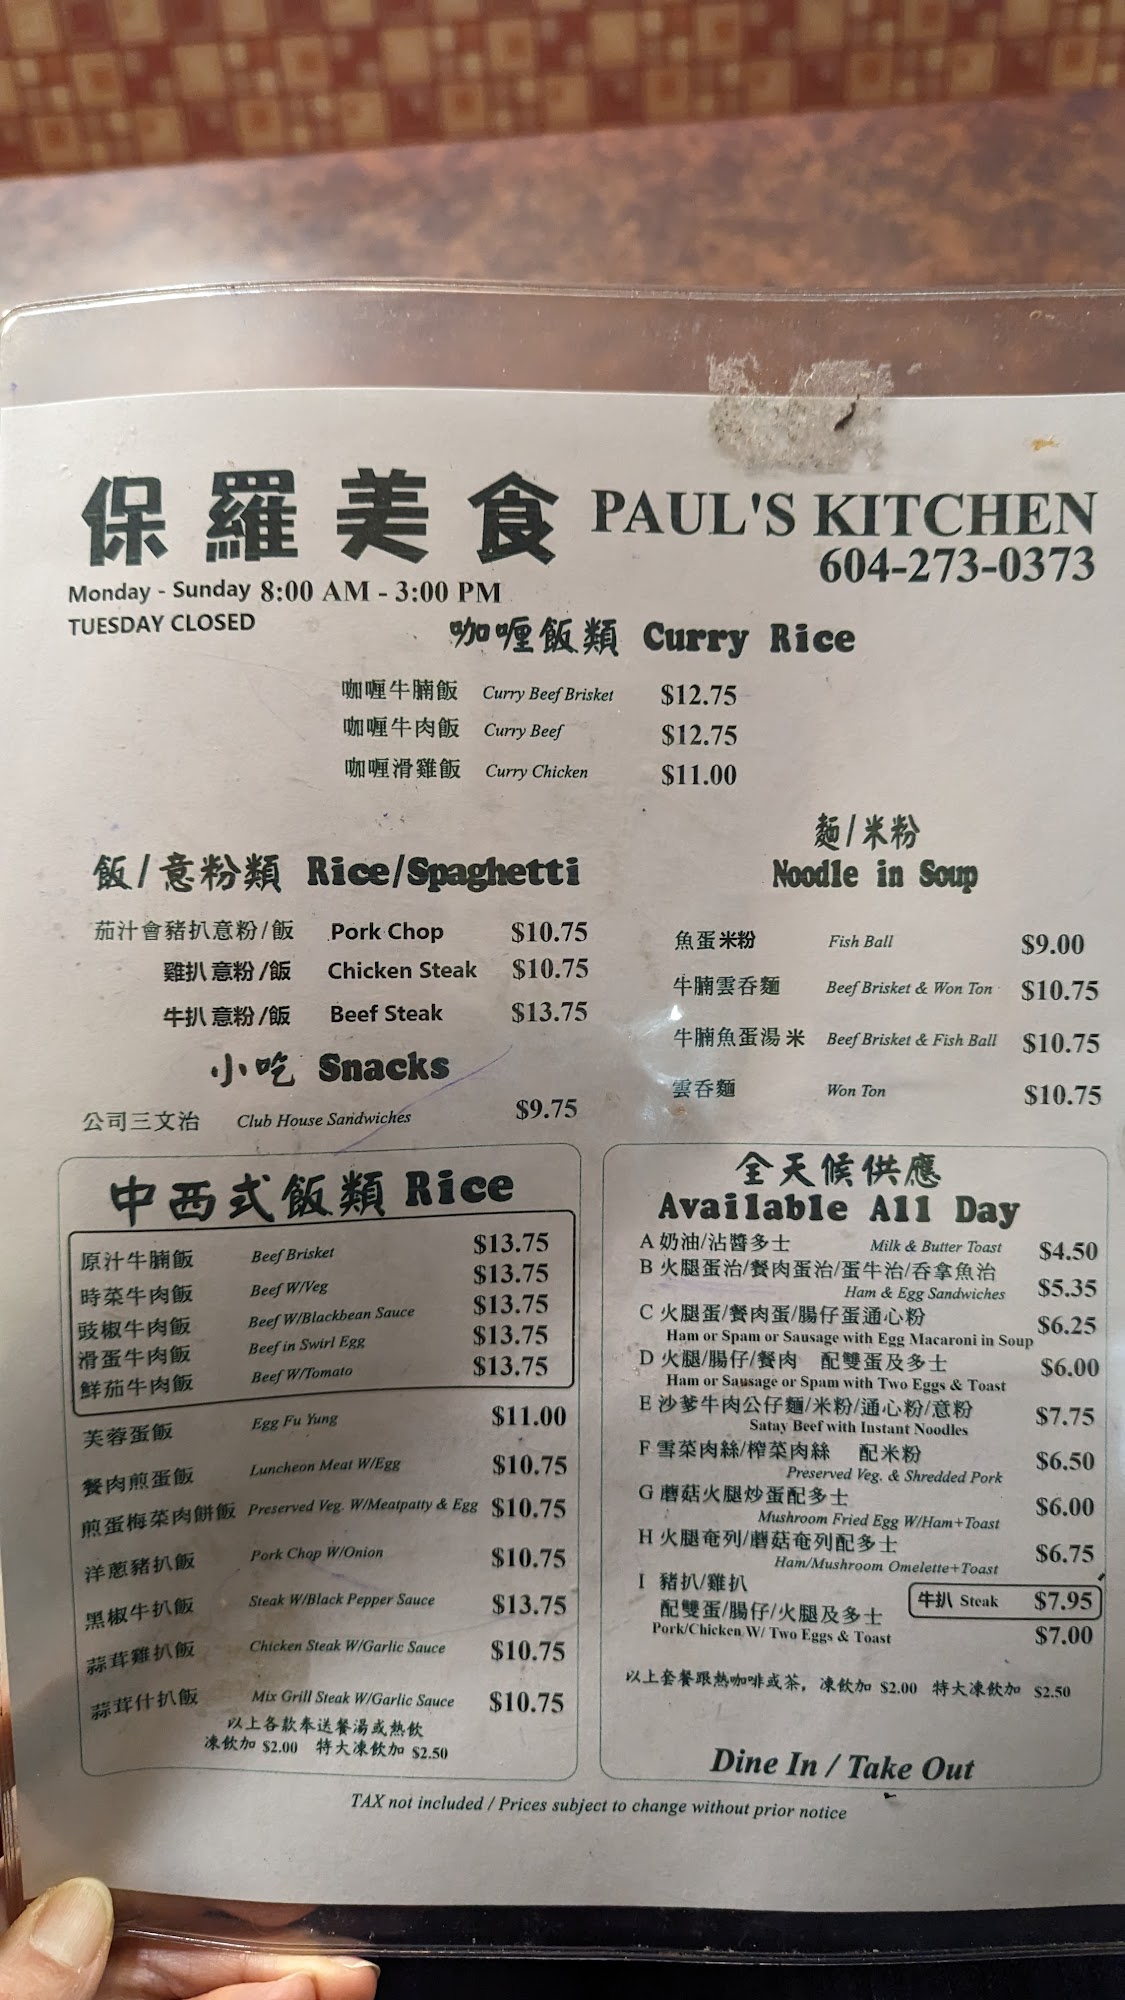 保羅美食 PAUL'S KITCHEN
604-273-0373
Monday - Sunday 8:00 AM - 3:00 PM
TUESDAY CLOSED
咖喱飯類 Curry Rice
咖喱牛腩飯 Curry Beef Brisket $12.75
咖喱牛肉飯 Curry Beef $12.75
咖喱滑雞飯 Curry Chicken $11.00
飯/意粉類 Rice/Spaghetti
茄汁會豬扒意粉/飯 Pork Chop $10.75
雞扒意粉/飯 Chicken Steak $10.75
牛扒意粉/飯 Beef Steak $13.75
小吃 Snacks
公司三文治 Club House Sandwiches $9.75
麵/米粉
Noodle in Soup
魚蛋米粉 Fish Ball $9.00
牛腩雲吞麵 Beef Brisket & Won Ton $10.75
牛腩魚蛋湯米 Beef Brisket & Fish Ball $10.75
雲吞麵 Won Ton $10.75
中西式飯類 Rice
原汁牛腩飯 Beef Brisket $13.75
時菜牛肉飯 Beef W/Veg $13.75
豉椒牛肉飯 Beef W/Blackbean Sauce $13.75
滑蛋牛肉飯 Beef in Swirl Egg $13.75
鮮茄牛肉飯 Beef W/Tomato $13.75
芙蓉蛋飯 Egg Fu Yung $11.00
餐肉煎蛋飯 Luncheon Meat W/Egg $10.75
煎蛋梅菜肉餅飯 Preserved Veg. W/Meatpatty & Egg $10.75
洋蔥豬扒飯 Pork Chop W/Onion $10.75
黑椒牛扒飯 Steak W/Black Pepper Sauce $13.75
蒜茸雞扒飯 Chicken Steak W/Garlic Sauce $10.75
蒜茸什扒飯 Mix Grill Steak W/Garlic Sauce $10.75
以上各款奉送餐湯或熱飲
凍飲加 $2.00 特大凍飲加 $2.50
全天候供應
Available All Day
A 奶油/沾醬多士 Milk & Butter Toast $4.50
B 火腿蛋治/餐肉蛋治/蛋牛治/吞拿魚治
Ham & Egg Sandwiches $5.35
C 火腿蛋/餐肉蛋/腸仔蛋通心粉
Ham or Spam or Sausage with Egg Macaroni in Soup $6.25
D 火腿/腸仔/餐肉 配雙蛋及多士
Ham or Sausage or Spam with Two Eggs & Toast $6.00
E 沙爹牛肉公仔麵/米粉/通心粉/意粉
Satay Beef with Instant Noodles $7.75
F 雪菜肉絲/榨菜肉絲 配米粉
Preserved Veg. & Shredded Pork $6.50
G 蘑菇火腿炒蛋配多士
Mushroom Fried Egg W/Ham+Toast $6.00
H 火腿奄列/蘑菇奄列配多士
Ham/Mushroom Omelette+Toast $6.75
I 豬扒/雞扒
牛扒 Steak $7.95
配雙蛋/腸仔/火腿及多士
Pork/Chicken W/ Two Eggs & Toast $7.00
以上套餐跟熱咖啡或茶, 凍飲加 $2.00 特大凍飲加 $2.50
Dine In / Take Out
TAX not included / Prices subject to change without prior notice